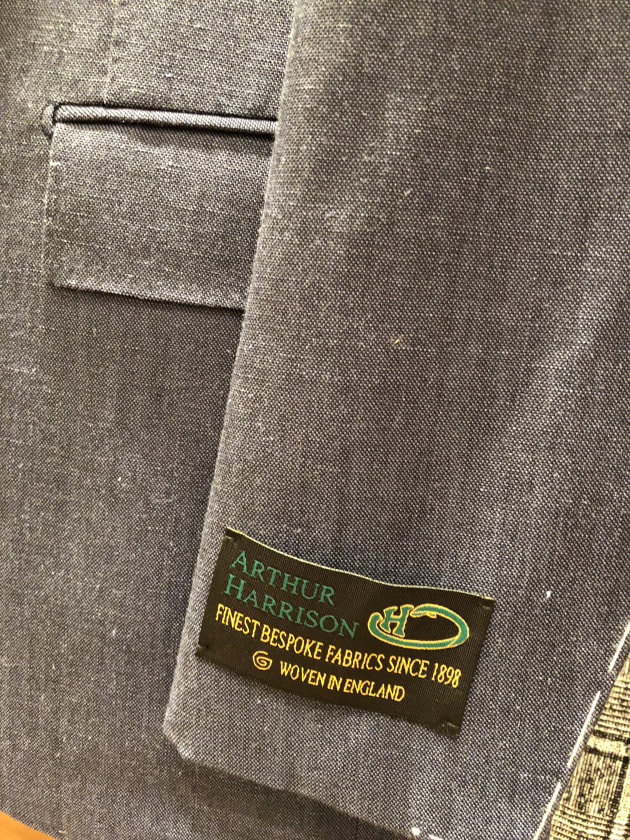 ARTHUR
HARRISON
H
FINEST BESPOKE FABRICS SINCE 1898
G WOVEN IN ENGLAND